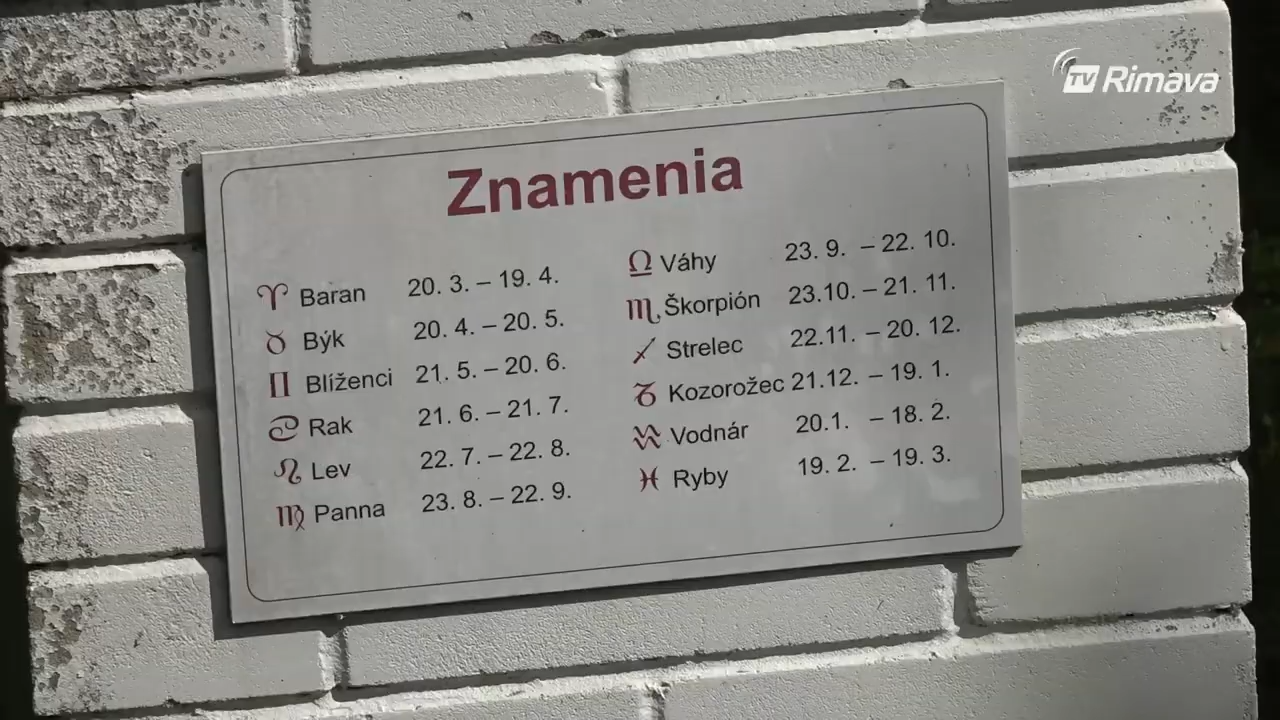 TV Rimava
Znamenia
♈ Baran 20. 3. – 19. 4.
♉ Býk 20. 4. – 20. 5.
♊ Blíženci 21. 5. – 20. 6.
♋ Rak 21. 6. – 21. 7.
♌ Lev 22. 7. – 22. 8.
♍ Panna 23. 8. – 22. 9.
♎ Váhy 23. 9. – 22. 10.
♏ Škorpión 23.10. – 21. 11.
♐ Strelec 22.11. – 20. 12.
♑ Kozorožec 21.12. – 19. 1.
♒ Vodnár 20.1. – 18. 2.
♓ Ryby 19. 2. – 19. 3.